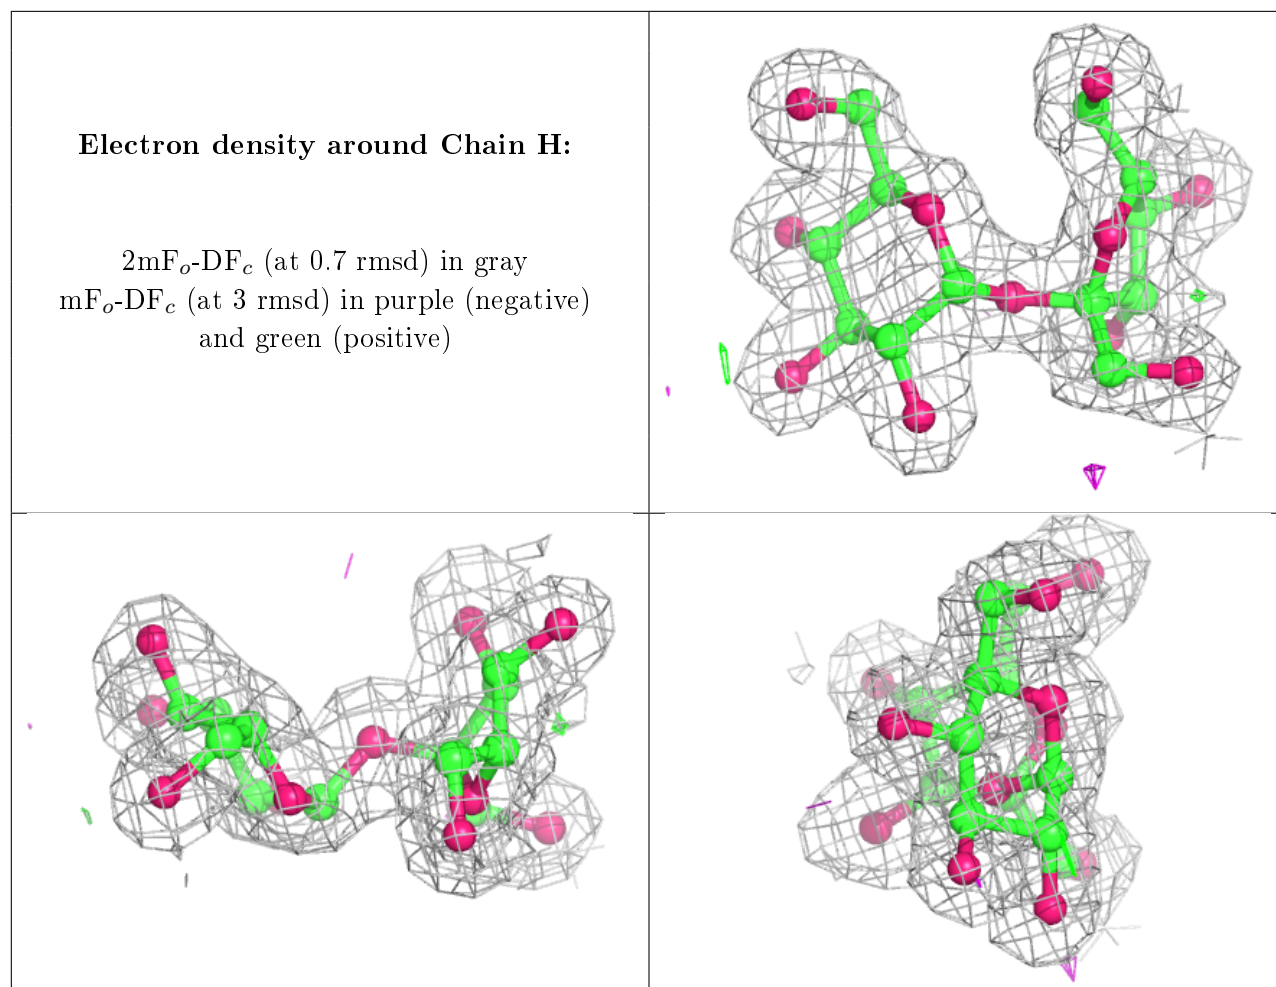 Electron density around Chain H:
2mFo-DFc (at 0.7 rmsd) in gray
mFo-DFc (at 3 rmsd) in purple (negative)
and green (positive)